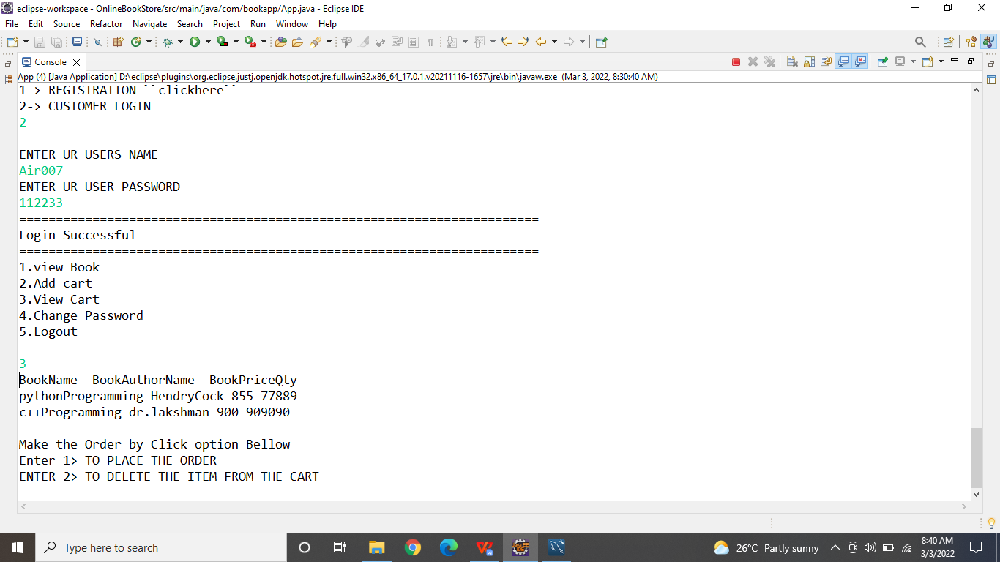 eclipse-workspace - OnlineBookStore/src/main/java/com/bookapp/App.java - Eclipse IDE
File Edit Source Refactor Navigate Search Project Run Window Help
Console
App (4) [Java Application] D:\eclipse\plugins\org.eclipse.justj.openjdk.hotspot.jre.full.win32.x86_64_17.0.1.v20211116-1657\jre\bin\javaw.exe (Mar 3, 2022, 8:30:40 AM)
1-> REGISTRATION ``clickhere``
2-> CUSTOMER LOGIN
2
ENTER UR USERS NAME
Air007
ENTER UR USER PASSWORD
112233
=======================================================================
Login Successful
=======================================================================
1.view Book
2.Add cart
3.View Cart
4.Change Password
5.Logout
3
BookName  BookAuthorName  BookPriceQty
pythonProgramming HendryCock 855 77889
c++Programming dr.lakshman 900 909090
Make the Order by Click option Bellow
Enter 1> TO PLACE THE ORDER
ENTER 2> TO DELETE THE ITEM FROM THE CART
Type here to search
26°C Partly sunny
8:40 AM
3/3/2022